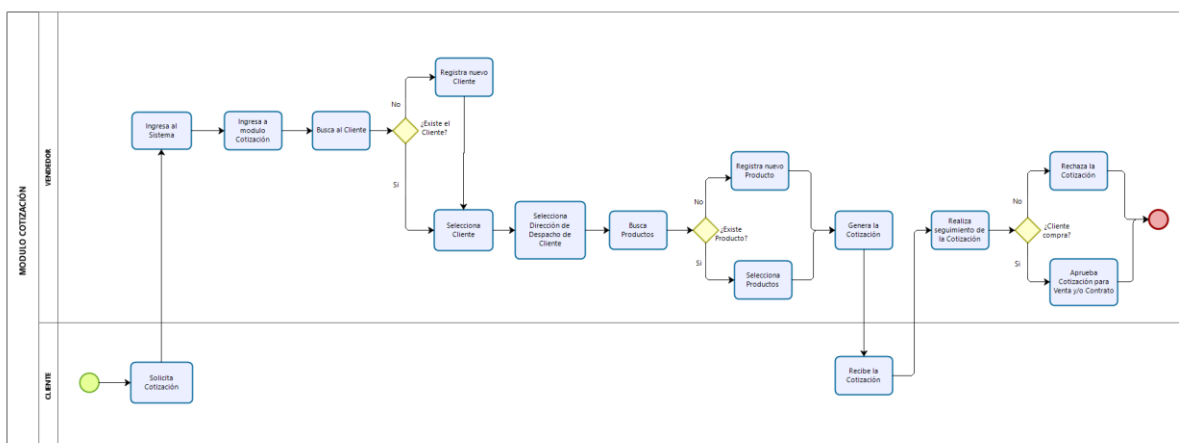 MODULO COTIZACIÓN
VENDEDOR
Ingresa al
Sistema
Ingresa a
modulo
Cotización
Busca al Cliente
¿Existe el
Cliente?
No
Registra nuevo
Cliente
Si
Selecciona
Cliente
Selecciona
Dirección de
Despacho de
Cliente
Busca
Productos
¿Existe
Producto?
No
Registra nuevo
Producto
Si
Selecciona
Productos
Genera la
Cotización
Realiza
seguimiento de
la Cotización
¿Cliente
compra?
No
Rechaza la
Cotización
Si
Aprueba
Cotización para
Venta y/o Contrato
CLIENTE
Solicita
Cotización
Recibe la
Cotización